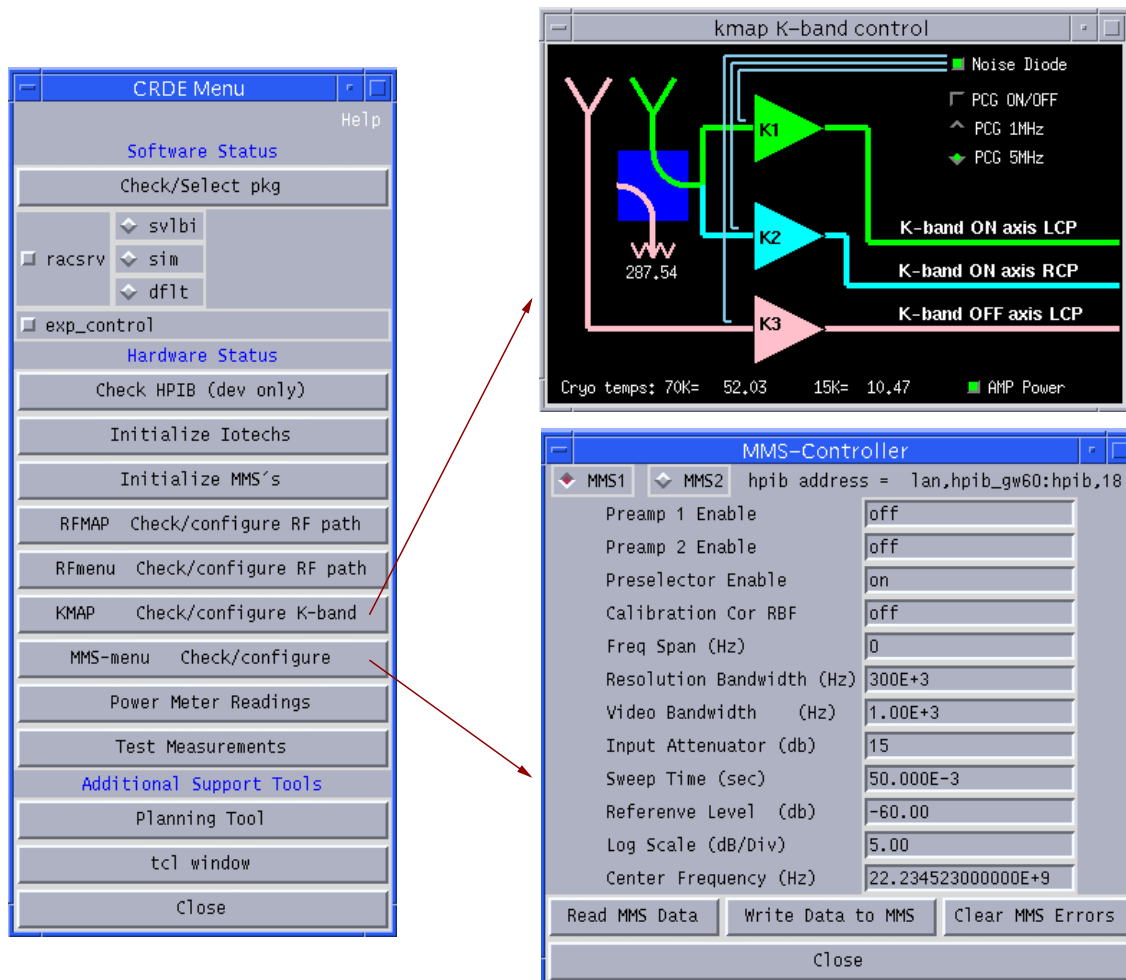 CRDE Menu
Help
Software Status
Check/Select pkg
racsrv
svlbi
sim
dflt
exp_control
Hardware Status
Check HPIB (dev only)
Initialize Iotechs
Initialize MMS´s
RFMAP Check/configure RF path
RFmenu Check/configure RF path
KMAP Check/configure K-band
MMS-menu Check/configure
Power Meter Readings
Test Measurements
Additional Support Tools
Planning Tool
tcl window
Close
kmap K-band control
Noise Diode
PCG ON/OFF
PCG 1MHz
PCG 5MHz
K1
K2
K3
287.54
K-band ON axis LCP
K-band ON axis RCP
K-band OFF axis LCP
Cryo temps: 70K= 52.03 15K= 10.47 AMP Power
MMS-Controller
MMS1 MMS2 hpib address = lan,hpib_gw60:hpib,18
Preamp 1 Enable off
Preamp 2 Enable off
Preselector Enable on
Calibration Cor RBF off
Freq Span (Hz) 0
Resolution Bandwidth (Hz) 300E+3
Video Bandwidth (Hz) 1.00E+3
Input Attenuator (db) 15
Sweep Time (sec) 50.000E-3
Referenve Level (db) -60.00
Log Scale (dB/Div) 5.00
Center Frequency (Hz) 22.234523000000E+9
Read MMS Data Write Data to MMS Clear MMS Errors
Close